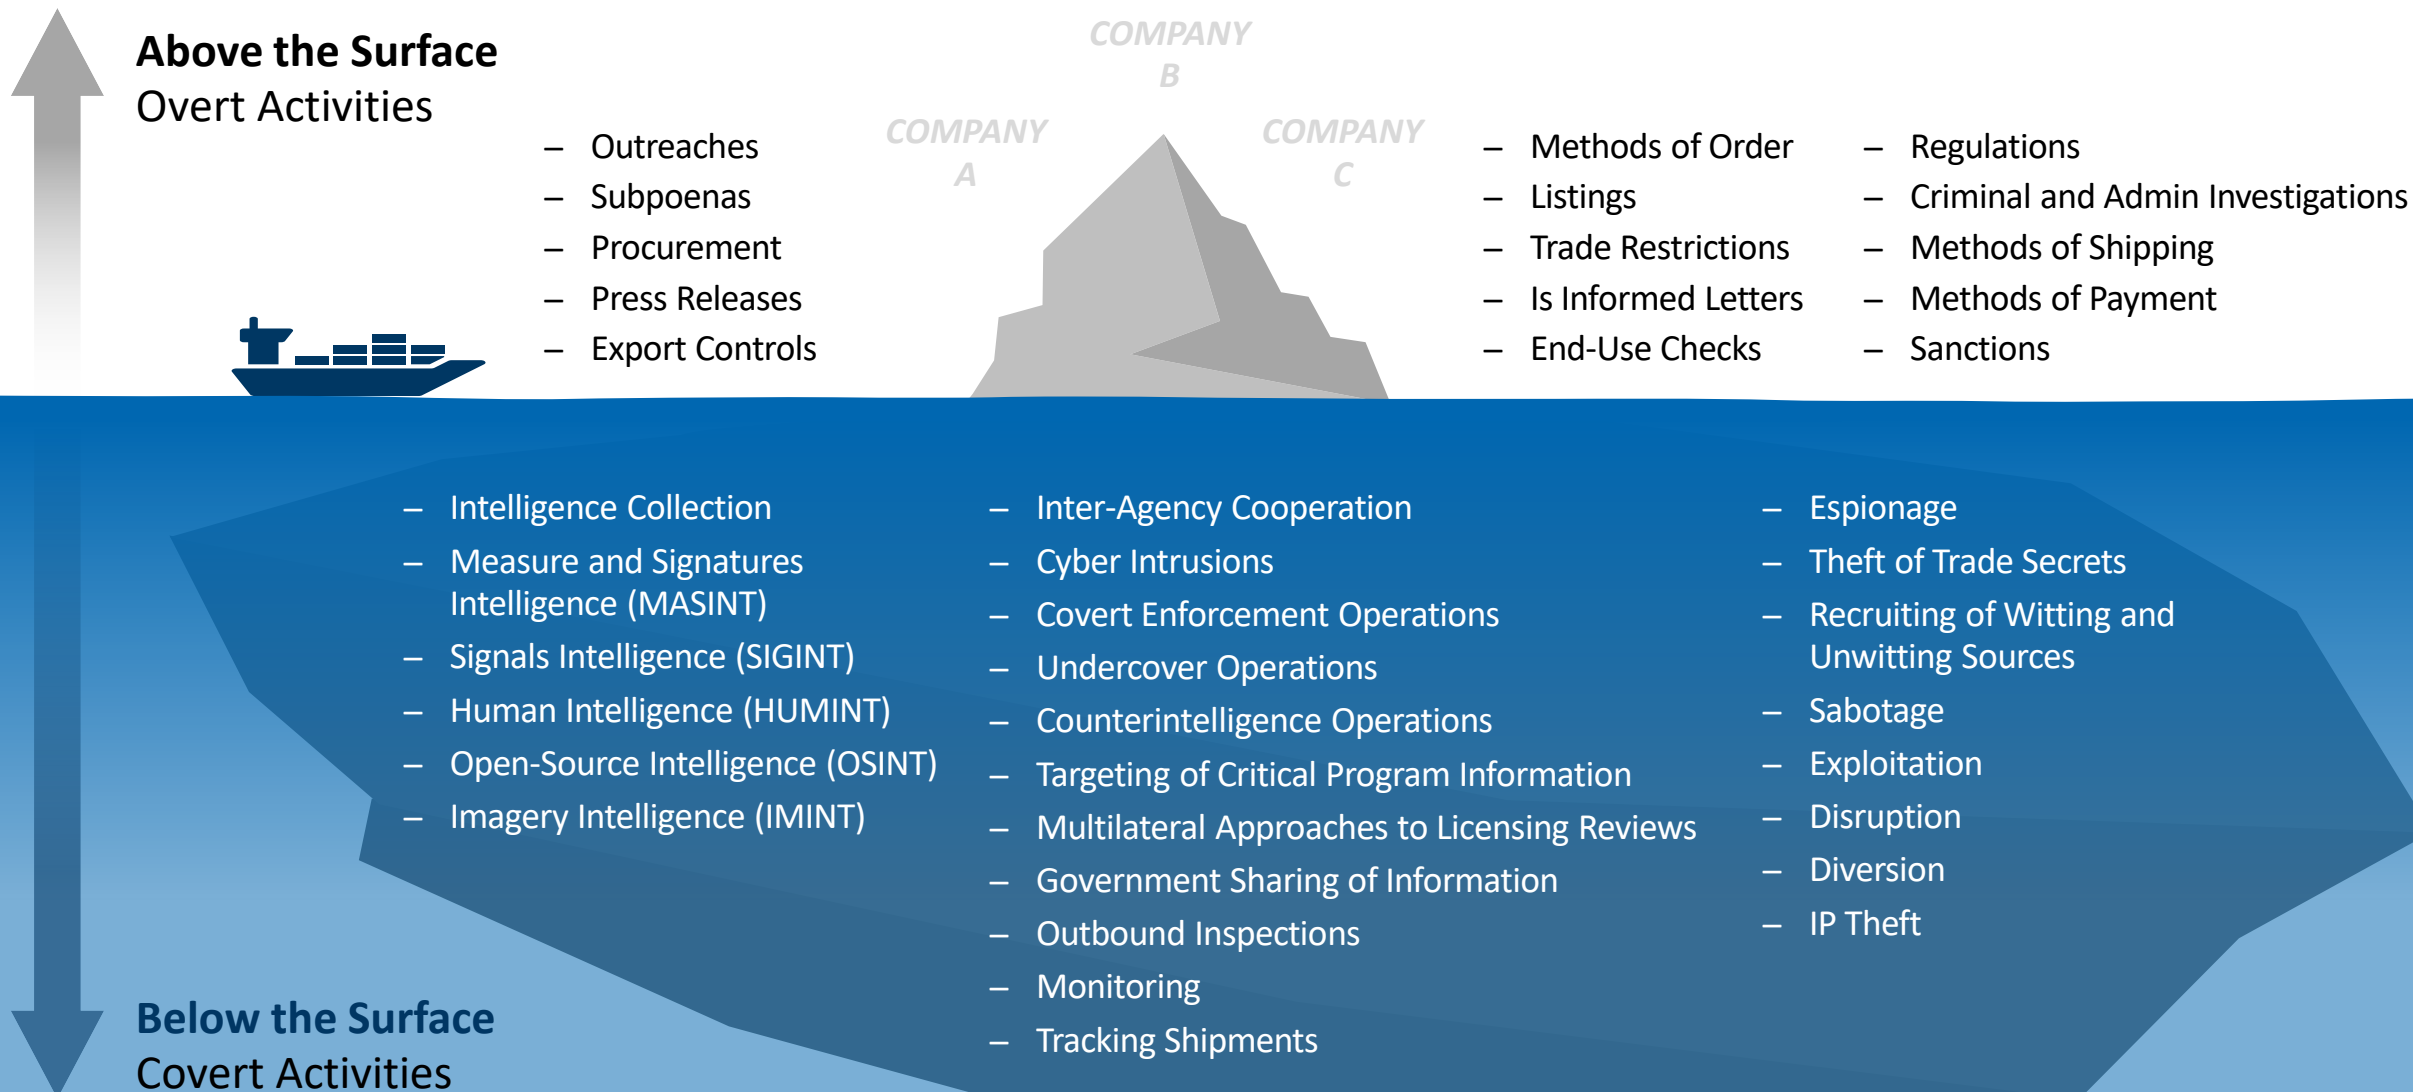 Above the Surface
Overt Activities
– Outreaches
– Subpoenas
– Procurement
– Press Releases
– Export Controls
COMPANY
A
COMPANY
B
COMPANY
C
– Methods of Order
– Listings
– Trade Restrictions
– Is Informed Letters
– End-Use Checks
– Regulations
– Criminal and Admin Investigations
– Methods of Shipping
– Methods of Payment
– Sanctions
– Intelligence Collection
– Measure and Signatures
Intelligence (MASINT)
– Signals Intelligence (SIGINT)
– Human Intelligence (HUMINT)
– Open-Source Intelligence (OSINT)
– Imagery Intelligence (IMINT)
– Inter-Agency Cooperation
– Cyber Intrusions
– Covert Enforcement Operations
– Undercover Operations
– Counterintelligence Operations
– Targeting of Critical Program Information
– Multilateral Approaches to Licensing Reviews
– Government Sharing of Information
– Outbound Inspections
– Monitoring
– Tracking Shipments
– Espionage
– Theft of Trade Secrets
– Recruiting of Witting and
Unwitting Sources
– Sabotage
– Exploitation
– Disruption
– Diversion
– IP Theft
Below the Surface
Covert Activities